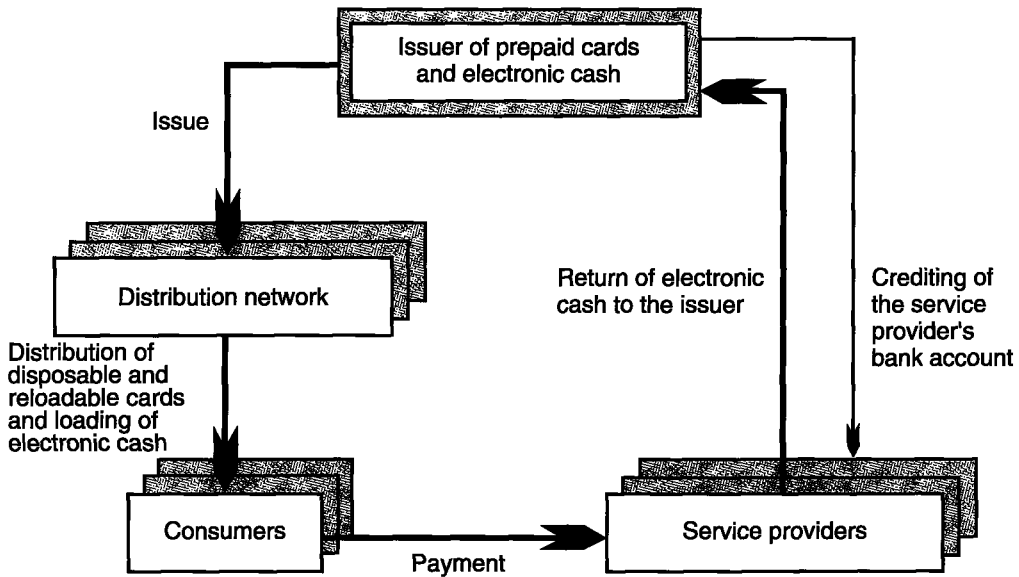 Issuer of prepaid cards
and electronic cash
Issue
Distribution network
Return of electronic
cash to the issuer
Crediting of
the service
provider's
bank account
Distribution of
disposable and
reloadable cards
and loading of
electronic cash
Consumers
Payment
Service providers